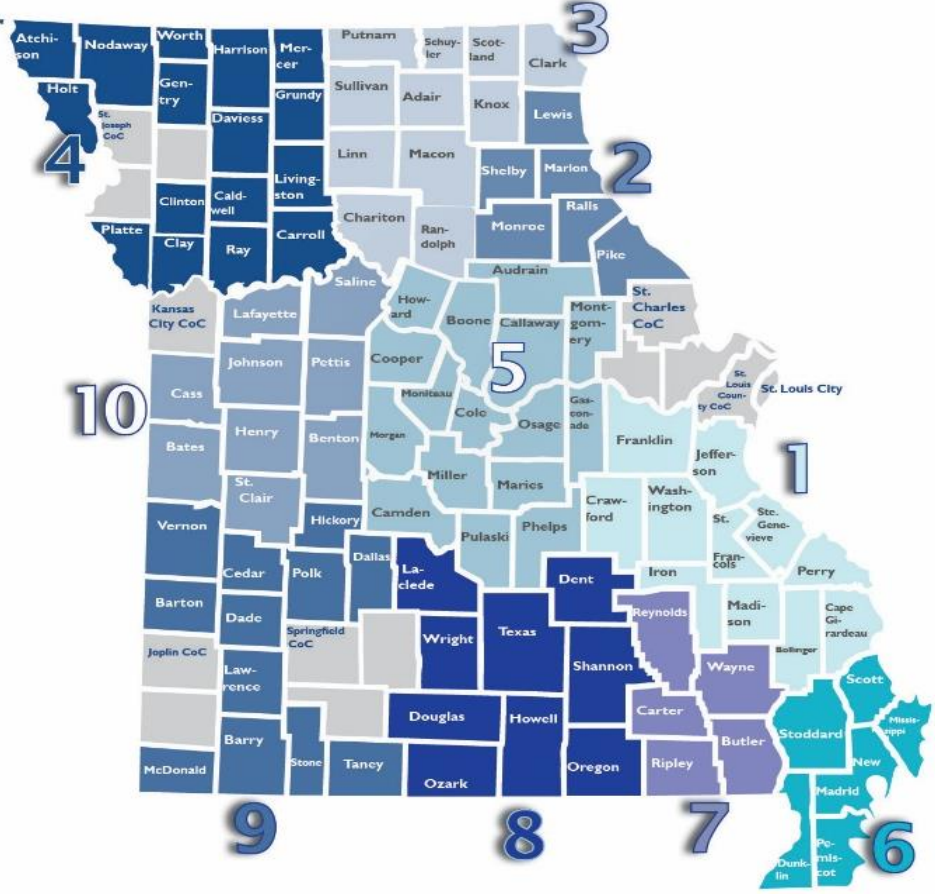 3
Atchi-
son
Nodaway
Worth
Harrison
Mer-
cer
Putnam
Schuy-
ler
Scot-
land
Clark
Holt
Gen-
try
Grundy
Sullivan
Adair
Knox
Lewis
St.
Joseph
CoC
Daviess
4
Linn
Macon
Shelby
Marion
2
Clinton
Cald-
well
Living-
ston
Chariton
Ran-
dolph
Monroe
Ralls
Platte
Clay
Ray
Carroll
Pike
Audrain
Saline
Kansas
City CoC
Lafayette
How-
ard
Boone
Callaway
Mont-
gom-
ery
St.
Charles
CoC
Johnson
Pettis
Cooper
5
St.
Louis
Coun-
ty CoC
St. Louis City
10
Cass
Moniteau
Cole
Osage
Gas-
con-
ade
Henry
Benton
Morgan
Franklin
Jeffer-
son
1
Bates
St.
Clair
Miller
Maries
Craw-
ford
Wash-
ington
Ste.
Gene-
vieve
Vernon
Hickory
Camden
Pulaski
Phelps
St.
Fran-
cois
Perry
Cedar
Polk
Dallas
La-
clede
Dent
Iron
Barton
Dade
Reynolds
Madi-
son
Bollinger
Cape
Gi-
rardeau
Joplin CoC
Springfield
CoC
Wright
Texas
Shannon
Wayne
Law-
rence
Scott
Douglas
Howell
Carter
Stoddard
Missis-
sippi
Barry
Butler
New
Madrid
McDonald
Stone
Taney
Ozark
Oregon
Ripley
9
8
7
6
Dunk-
lin
Pe-
mis-
cot